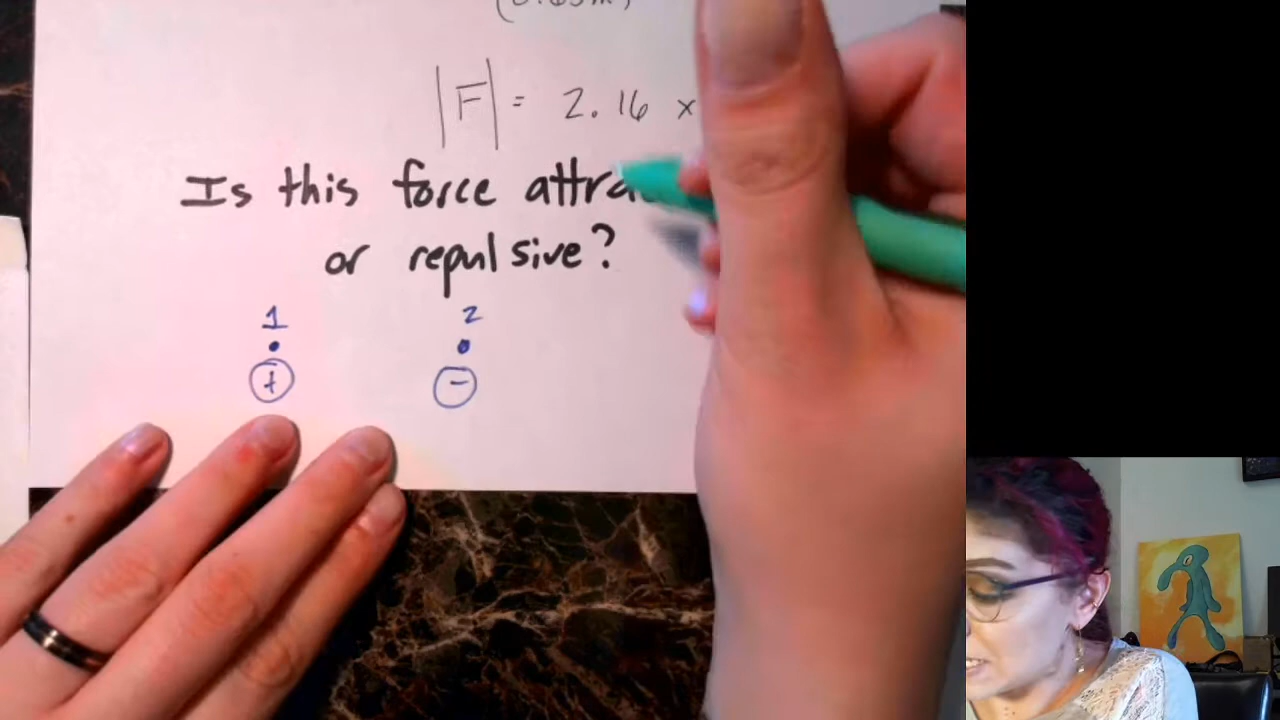 |F| = 2.16 x
Is this force
or repulsive?
1 2
+ −